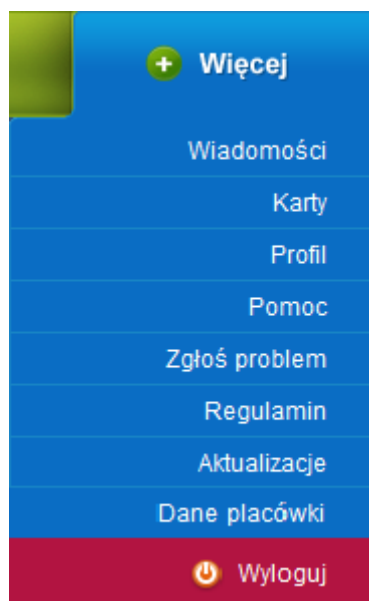 Więcej
Wiadomości
Karty
Profil
Pomoc
Zgłoś problem
Regulamin
Aktualizacje
Dane placówki
Wyloguj